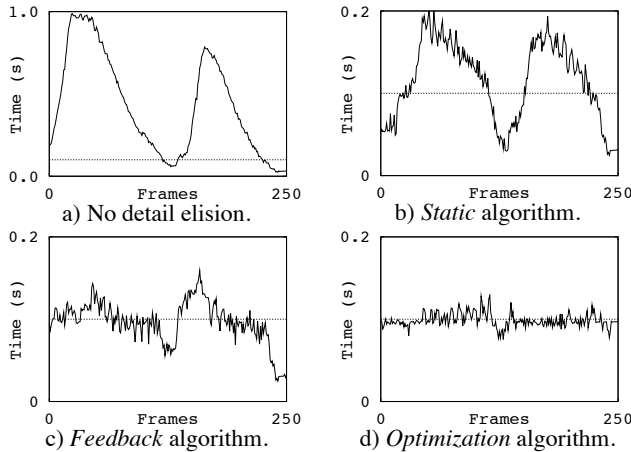 1.0
Time (s)
0.0
0
Frames
250
a) No detail elision.
0.2
Time (s)
0
0
Frames
250
b) Static algorithm.
0.2
Time (s)
0
0
Frames
250
c) Feedback algorithm.
0.2
Time (s)
0
0
Frames
250
d) Optimization algorithm.